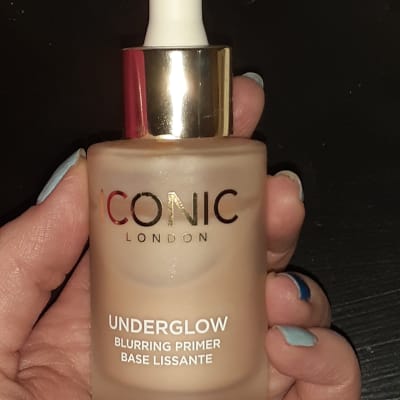 ICONIC
LONDON
UNDERGLOW
BLURRING PRIMER
BASE LISSANTE